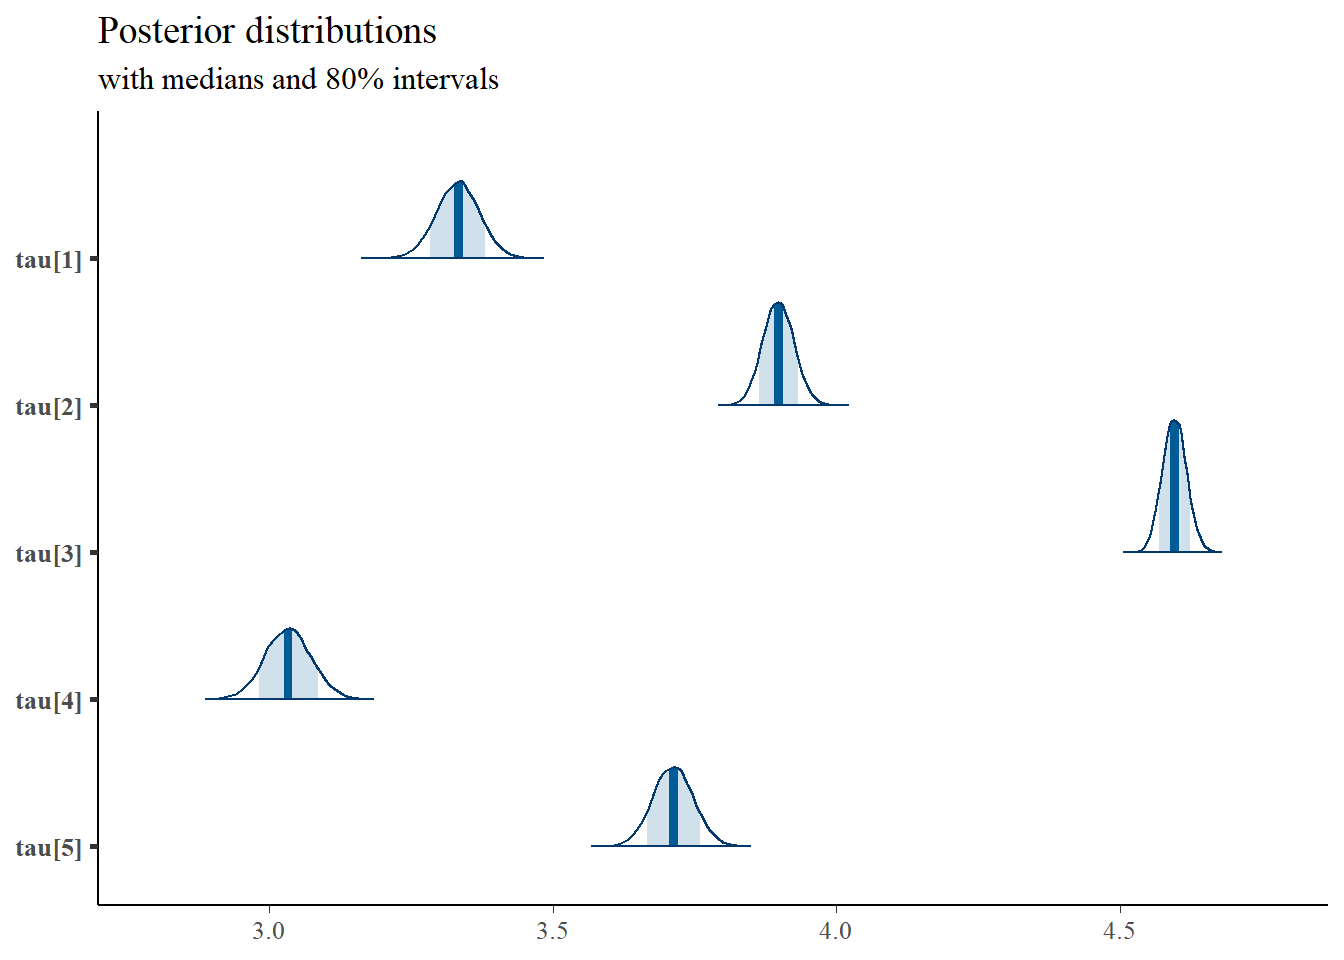 Posterior distributions
with medians and 80% intervals
tau[1]
tau[2]
tau[3]
tau[4]
tau[5]
3.0 3.5 4.0 4.5